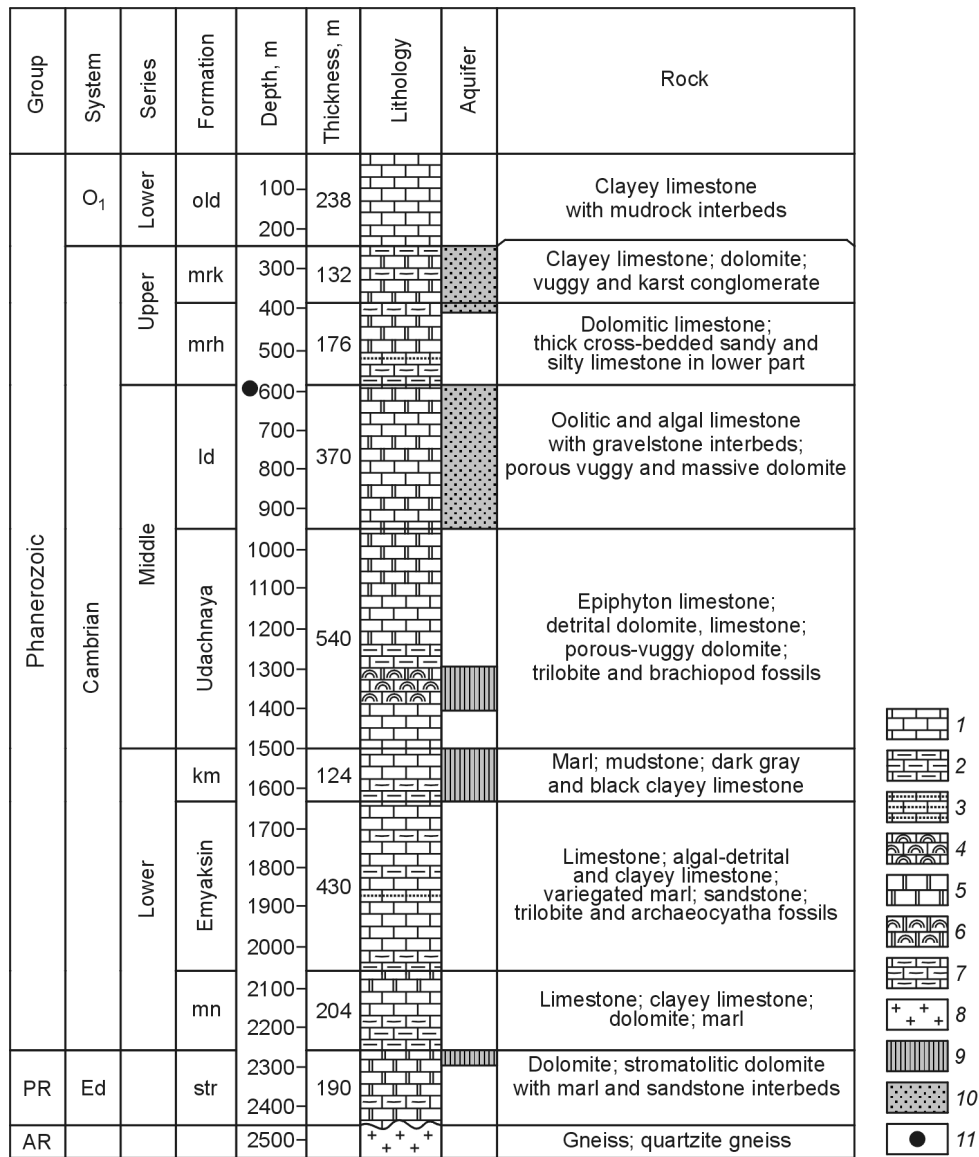 Group
System
Series
Formation
Depth, m
Thickness, m
Lithology
Aquifer
Rock
Phanerozoic
O1
Lower
old
100
200
238
Clayey limestone
with mudrock interbeds
Cambrian
Upper
mrk
300
132
Clayey limestone; dolomite;
vuggy and karst conglomerate
400
mrh
500
176
Dolomitic limestone;
thick cross-bedded sandy and
silty limestone in lower part
600
Middle
ld
700
800
900
370
Oolitic and algal limestone
with gravelstone interbeds;
porous vuggy and massive dolomite
Udachnaya
1000
1100
1200
1300
1400
540
Epiphyton limestone;
detrital dolomite, limestone;
porous-vuggy dolomite;
trilobite and brachiopod fossils
1500
Lower
km
1600
124
Marl; mudstone; dark gray
and black clayey limestone
Emyaksin
1700
1800
1900
2000
430
Limestone; algal-detrital
and clayey limestone;
variegated marl; sandstone;
trilobite and archaeocyatha fossils
mn
2100
2200
204
Limestone; clayey limestone;
dolomite; marl
PR
Ed
str
2300
2400
190
Dolomite; stromatolitic dolomite
with marl and sandstone interbeds
AR
2500
Gneiss; quartzite gneiss
1
2
3
4
5
6
7
8
9
10
11